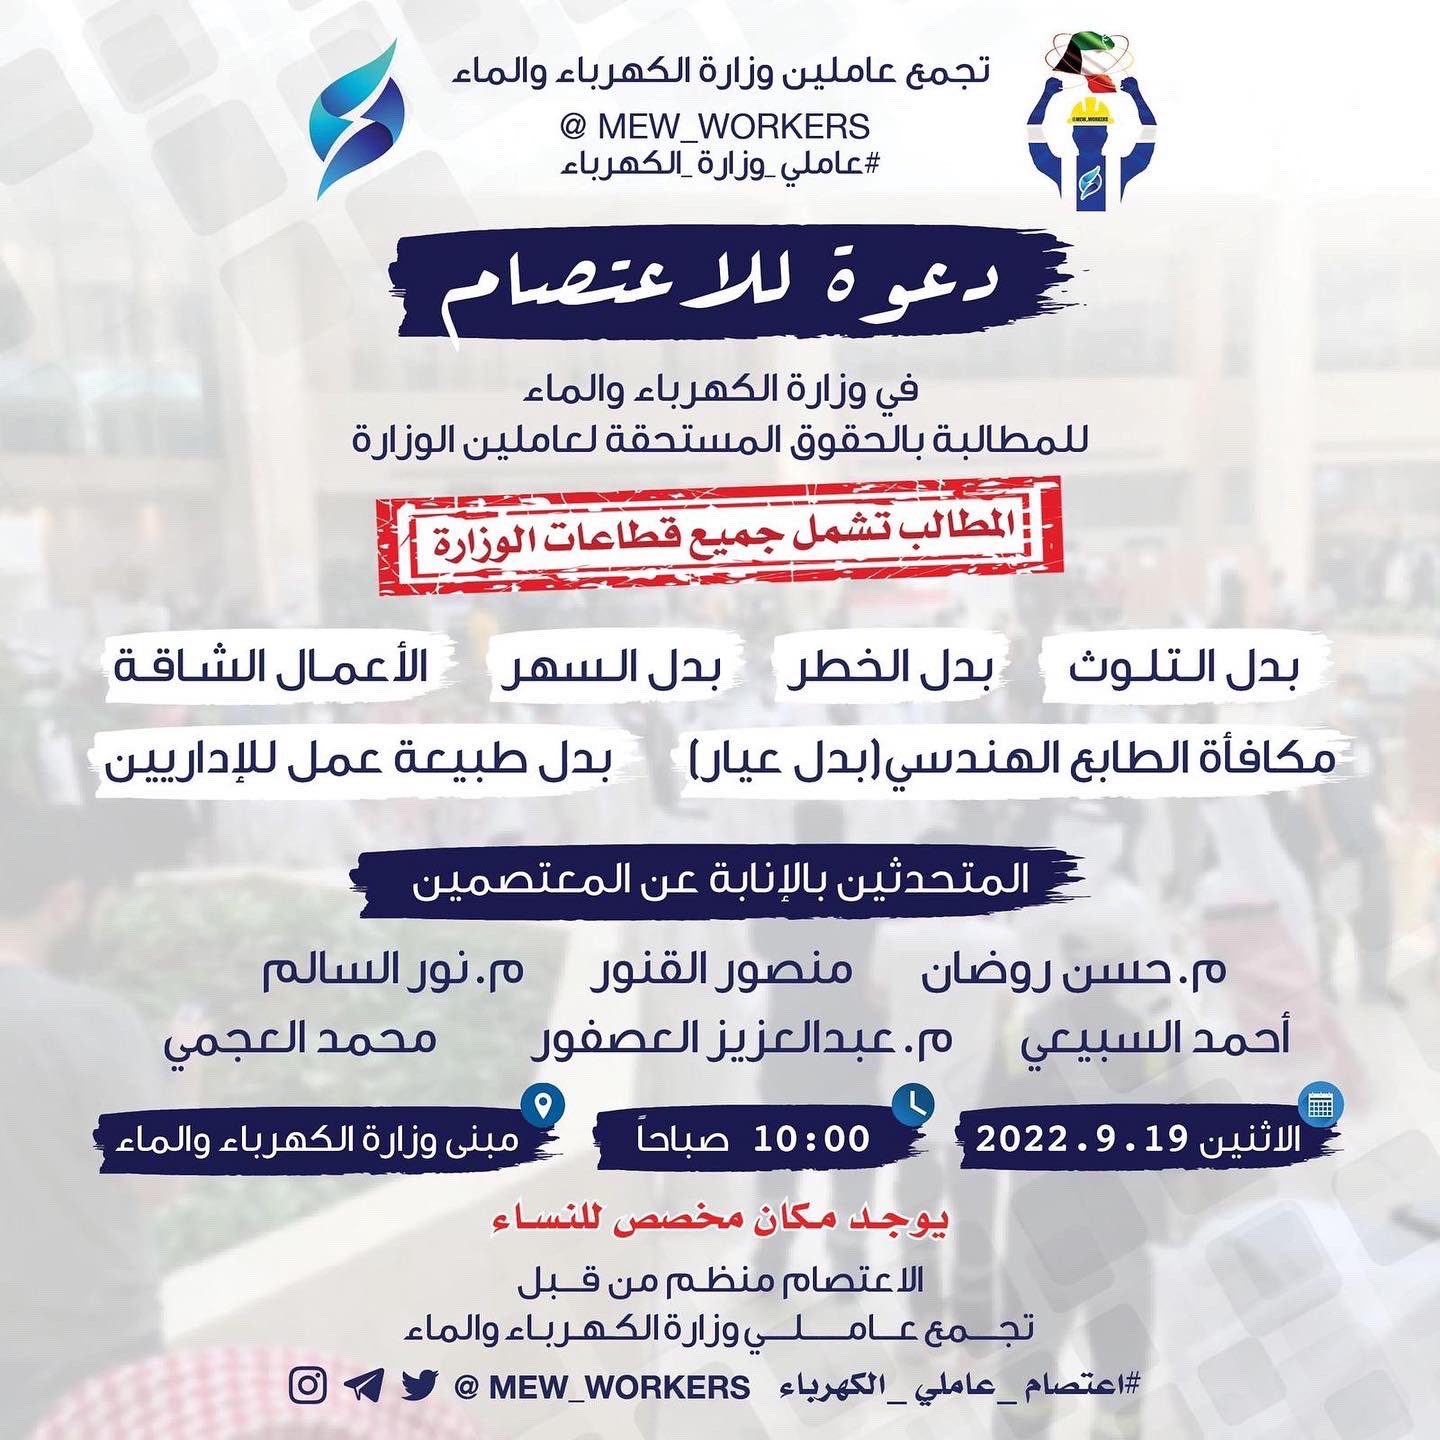 تجمع عاملين وزارة الكهرباء والماء
@ MEW_WORKERS
#عاملي_وزارة_الكهرباء
@MEW_WORKERS
دعوة للاعتصام
في وزارة الكهرباء والماء
للمطالبة بالحقوق المستحقة لعاملين الوزارة
المطالب تشمل جميع قطاعات الوزارة
بدل التلوث بدل الخطر بدل السهر الأعمال الشاقة
مكافأة الطابع الهندسي(بدل عيار) بدل طبيعة عمل للإداريين
المتحدثين بالإنابة عن المعتصمين
م.حسن روضان منصور القنور م.نور السالم
أحمد السبيعي م.عبدالعزيز العصفور محمد العجمي
الاثنين 2022.9.19 10:00 صباحاً مبنى وزارة الكهرباء والماء
يوجد مكان مخصص للنساء
الاعتصام منظم من قبل
تجمع عاملي وزارة الكهرباء والماء
#اعتصام_عاملي_الكهرباء @ MEW_WORKERS